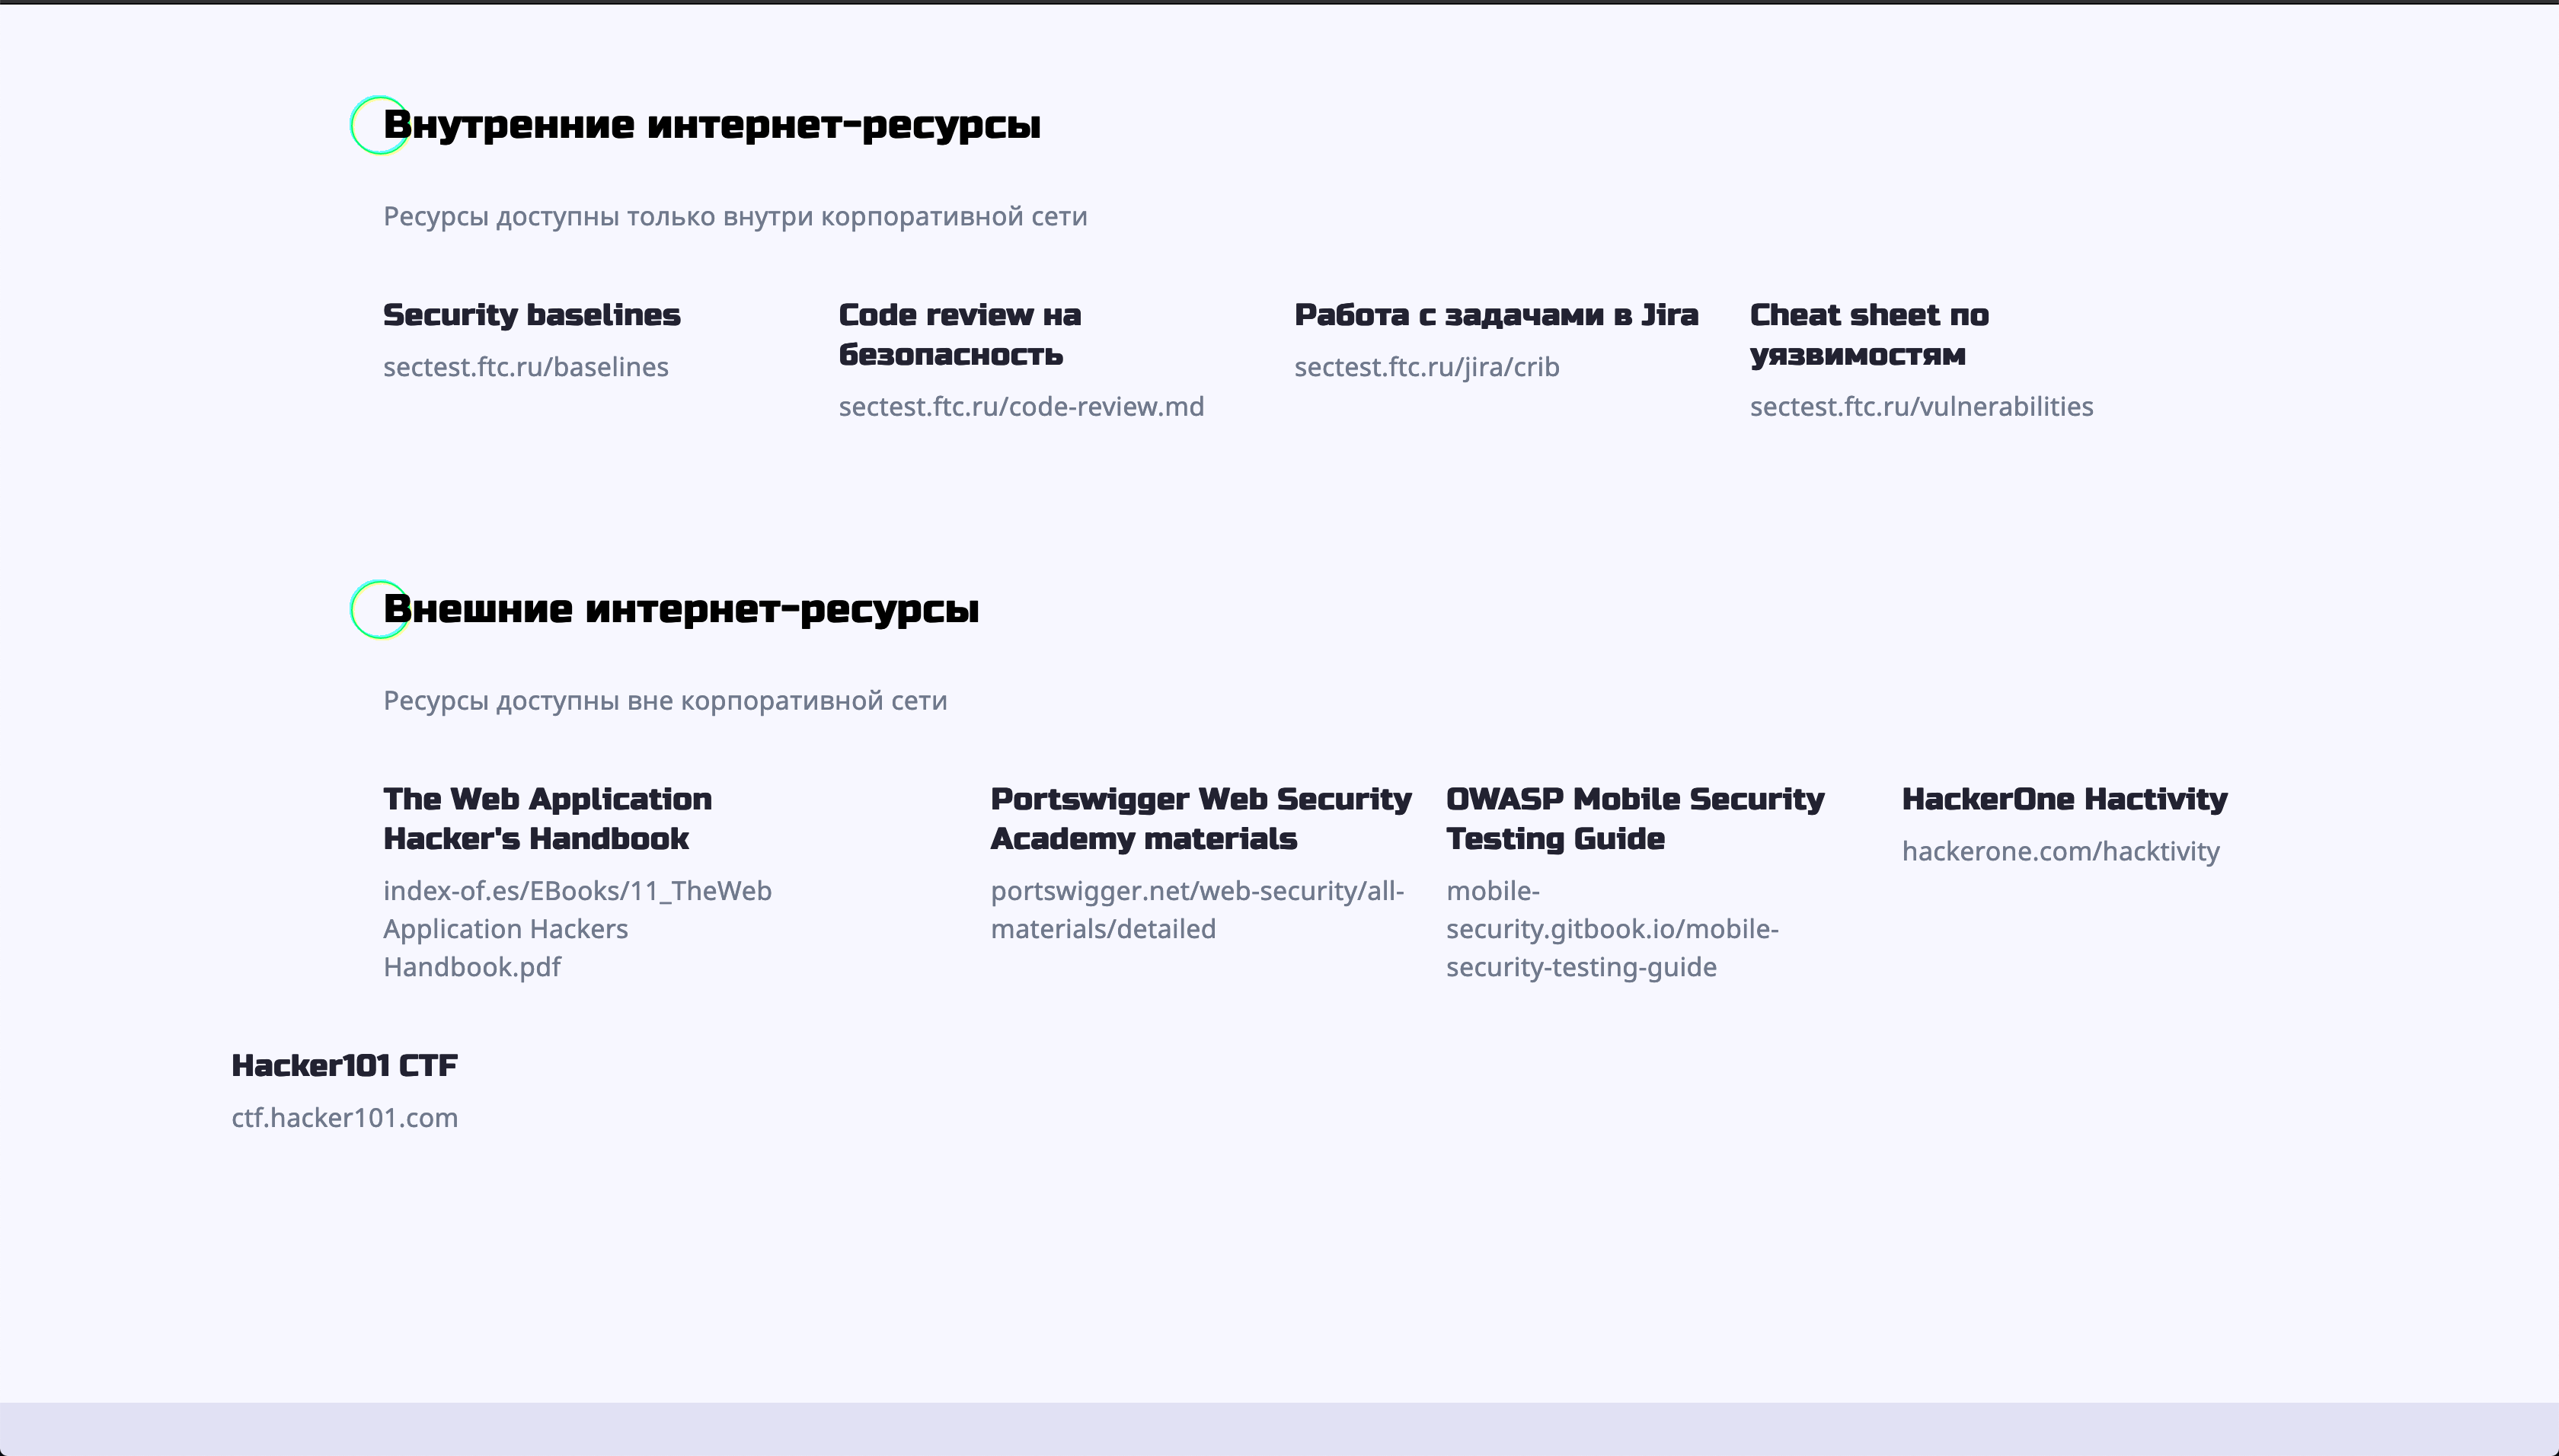 Внутренние интернет-ресурсы
Ресурсы доступны только внутри корпоративной сети
Security baselines
sectest.ftc.ru/baselines
Code review на
безопасность
sectest.ftc.ru/code-review.md
Работа с задачами в Jira
sectest.ftc.ru/jira/crib
Cheat sheet по
уязвимостям
sectest.ftc.ru/vulnerabilities
Внешние интернет-ресурсы
Ресурсы доступны вне корпоративной сети
The Web Application
Hacker's Handbook
index-of.es/EBooks/11_TheWeb
Application Hackers
Handbook.pdf
Portswigger Web Security
Academy materials
portswigger.net/web-security/all-
materials/detailed
OWASP Mobile Security
Testing Guide
mobile-
security.gitbook.io/mobile-
security-testing-guide
HackerOne Hactivity
hackerone.com/hacktivity
Hacker101 CTF
ctf.hacker101.com